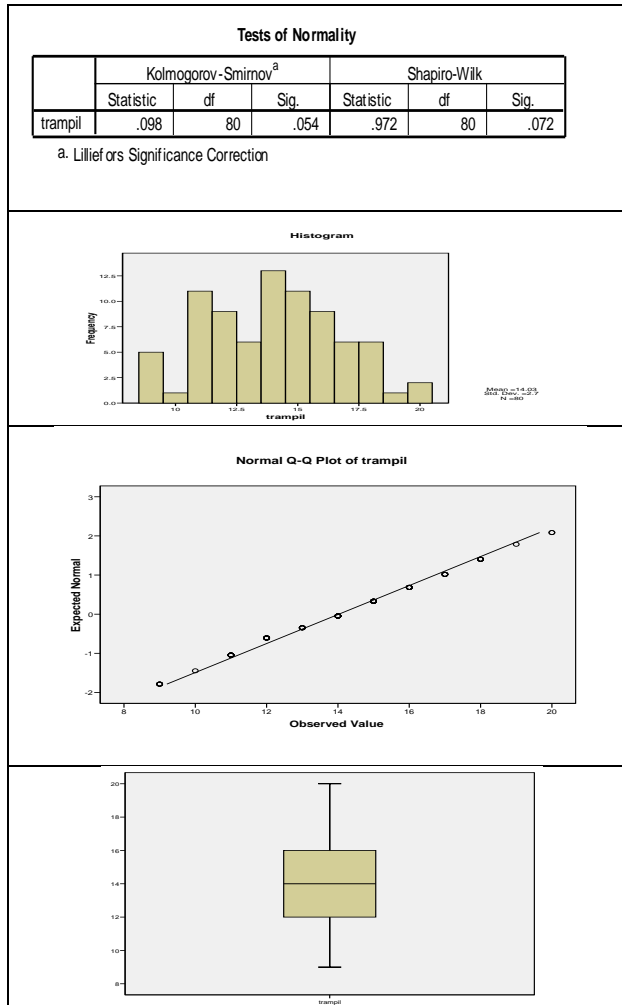 Tests of Normality
Kolmogorov-Smirnov a Shapiro-Wilk
Statistic df Sig. Statistic df Sig.
trampil .098 80 .054 .972 80 .072
a. Lilliefors Significance Correction
Histogram
Frequency
12.5
10.0
7.5
5.0
2.5
0.0
10 12.5 15 17.5 20
trampil
Mean =14.03
Std. Dev. =2.7
N =80
Normal Q-Q Plot of trampil
Expected Normal
3
2
1
0
-1
-2
8 10 12 14 16 18 20
Observed Value
20
18
16
14
12
10
8
trampil